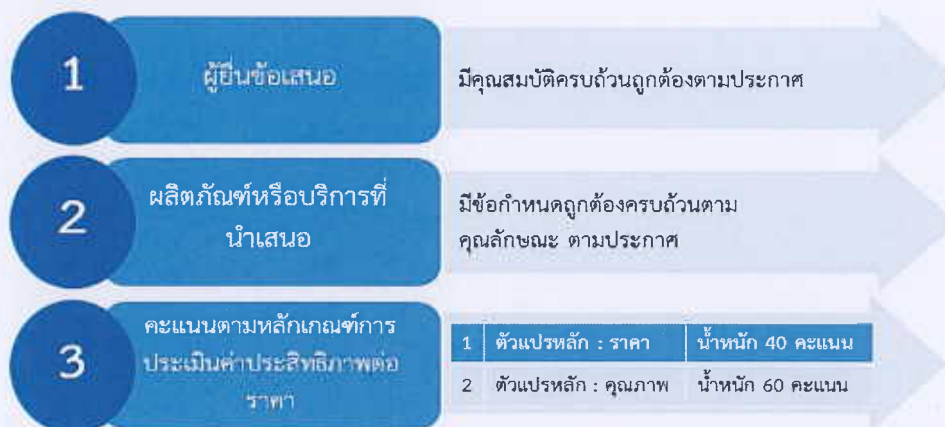 1
ผู้ยื่นข้อเสนอ
มีคุณสมบัติครบถ้วนถูกต้องตามประกาศ
2
ผลิตภัณฑ์หรือบริการที่
นำเสนอ
มีข้อกำหนดถูกต้องครบถ้วนตาม
คุณลักษณะ ตามประกาศ
3
คะแนนตามหลักเกณฑ์การ
ประเมินค่าประสิทธิภาพต่อ
ราคา
1 ตัวแปรหลัก : ราคา น้ำหนัก 40 คะแนน
2 ตัวแปรหลัก : คุณภาพ น้ำหนัก 60 คะแนน